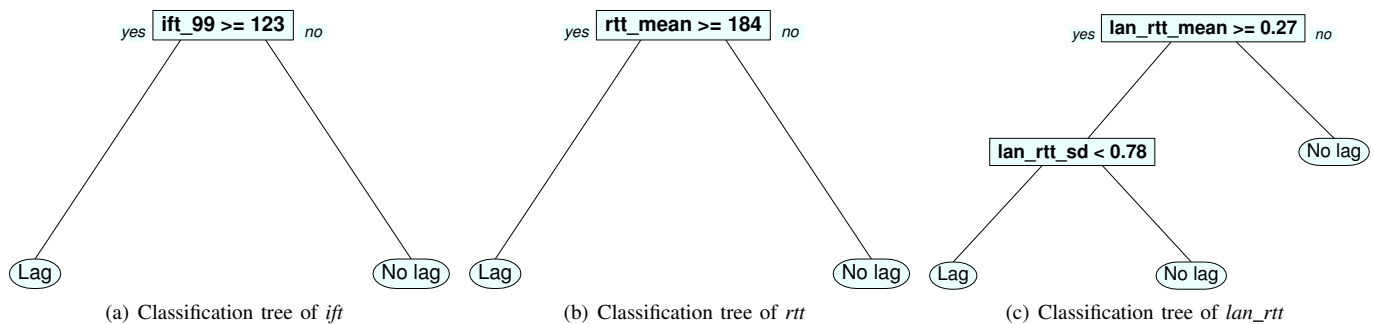 yes ift_99 >= 123 no
Lag
No lag
(a) Classification tree of ift
yes rtt_mean >= 184 no
Lag
No lag
(b) Classification tree of rtt
yes lan_rtt_mean >= 0.27 no
No lag
lan_rtt_sd < 0.78
Lag
No lag
(c) Classification tree of lan_rtt